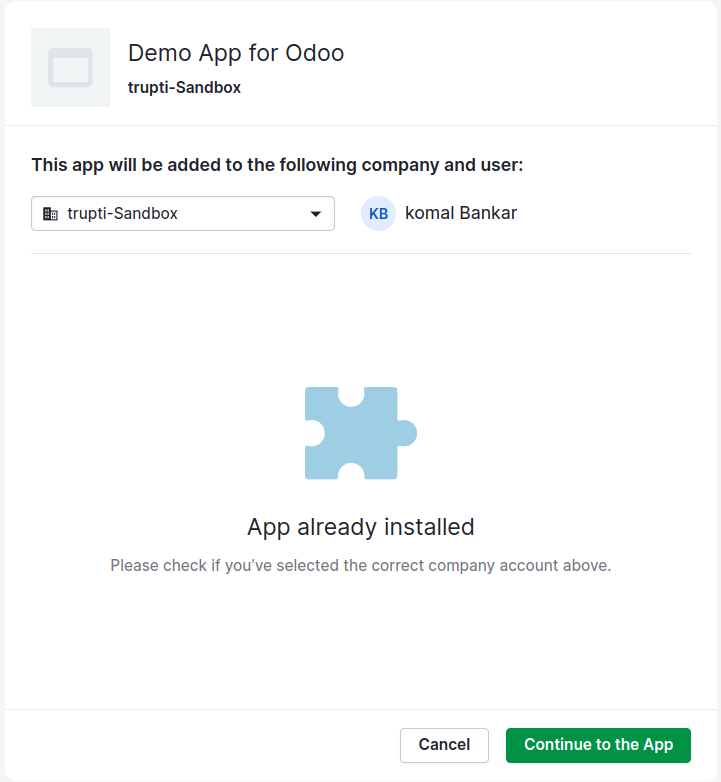 Demo App for Odoo
trupti-Sandbox
This app will be added to the following company and user:
trupti-Sandbox
KB komal Bankar
App already installed
Please check if you’ve selected the correct company account above.
Cancel
Continue to the App